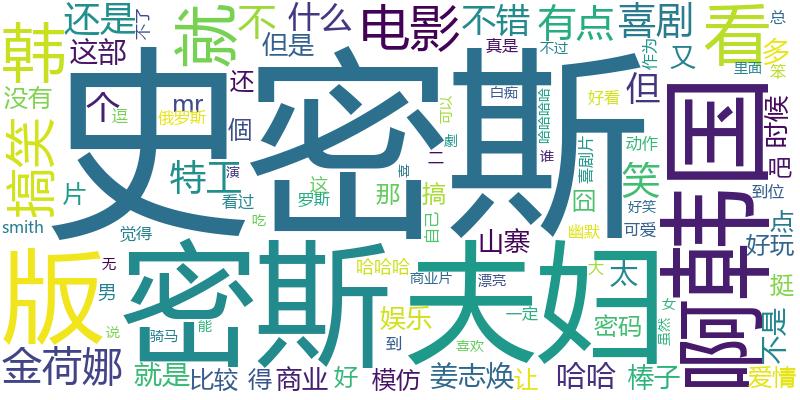 还是
韩
就
不
什么
电影
不错
有点
喜剧
看
总
不了
这部
但是
真是
不过
作为
又
多
里面
笨
没有
个
mr
还
史密斯
白痴
但
好看
时候
逗
俄罗斯
個
可以
哈哈哈哈
韩国
吧
搞笑
特工
劇
二
谁
动作
笑
喜剧片
片
演
看过
这
罗斯
那
搞
自己
囧
到位
smith
吃
要
好笑
觉得
山寨
幽默
可爱
点
好玩
啊
版
密斯夫妇
无
男
哈哈哈
商业片
漂亮
大
太
挺
说
骑马
能
娱乐
到
一定
喜欢
密码
女
虽然
不是
金荷娜
就是
比较
得
商业
好
模仿
姜志焕
让
哈哈
棒子
爱情